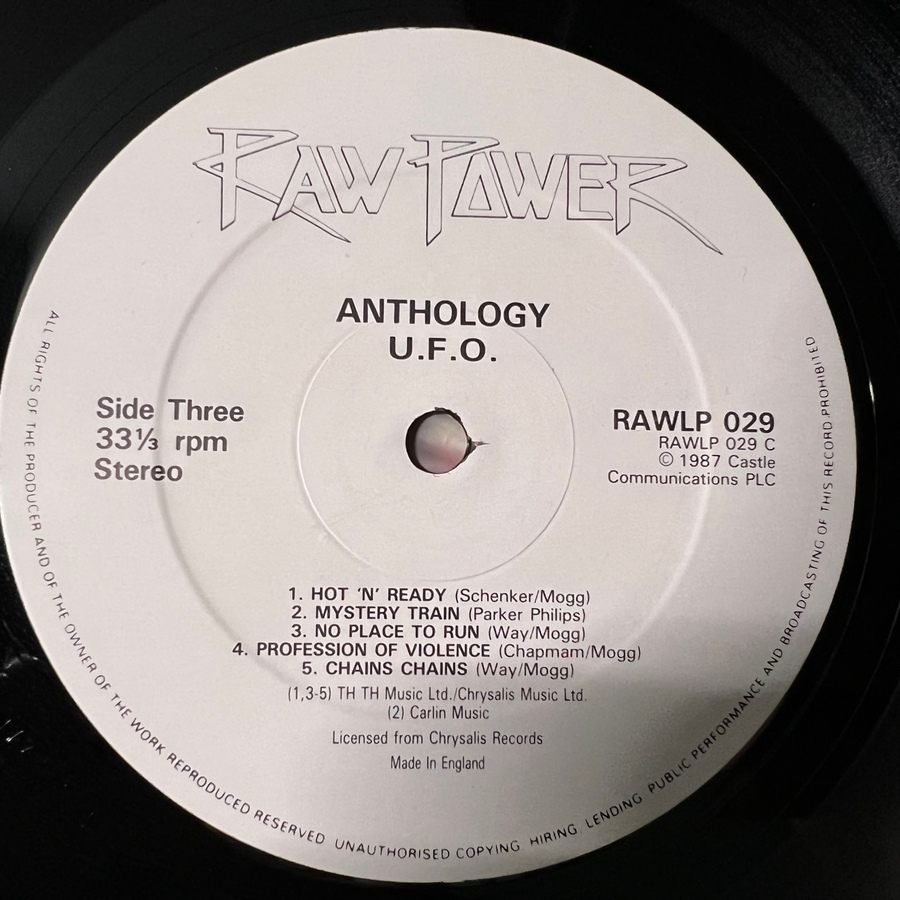 RAW POWER
ANTHOLOGY
U.F.O.
Side Three
33⅓ rpm
Stereo
RAWLP 029
RAWLP 029 C
© 1987 Castle
Communications PLC
1. HOT 'N' READY (Schenker/Mogg)
2. MYSTERY TRAIN (Parker Philips)
3. NO PLACE TO RUN (Way/Mogg)
4. PROFESSION OF VIOLENCE (Chapmam/Mogg)
5. CHAINS CHAINS (Way/Mogg)
(1,3-5) TH TH Music Ltd./Chrysalis Music Ltd.
(2) Carlin Music
Licensed from Chrysalis Records
Made In England
ALL RIGHTS OF THE PRODUCER AND OF THE OWNER OF THE WORK REPRODUCED RESERVED UNAUTHORISED COPYING, HIRING, LENDING PUBLIC PERFORMANCE AND BROADCASTING OF THIS RECORD PROHIBITED